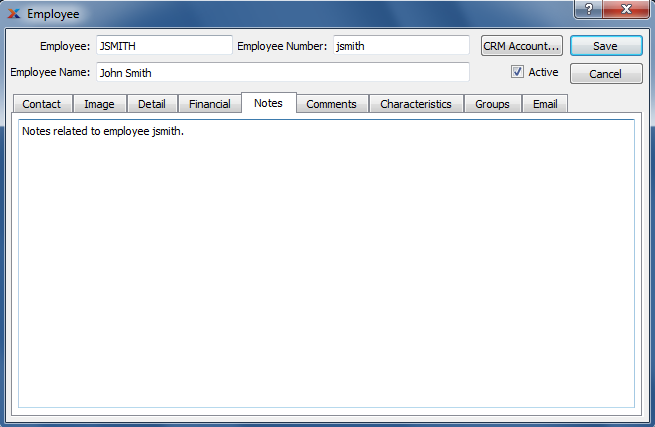 Employee
Employee: JSMITH Employee Number: jsmith CRM Account... Save
Employee Name: John Smith Active Cancel
Contact Image Detail Financial Notes Comments Characteristics Groups Email
Notes related to employee jsmith.